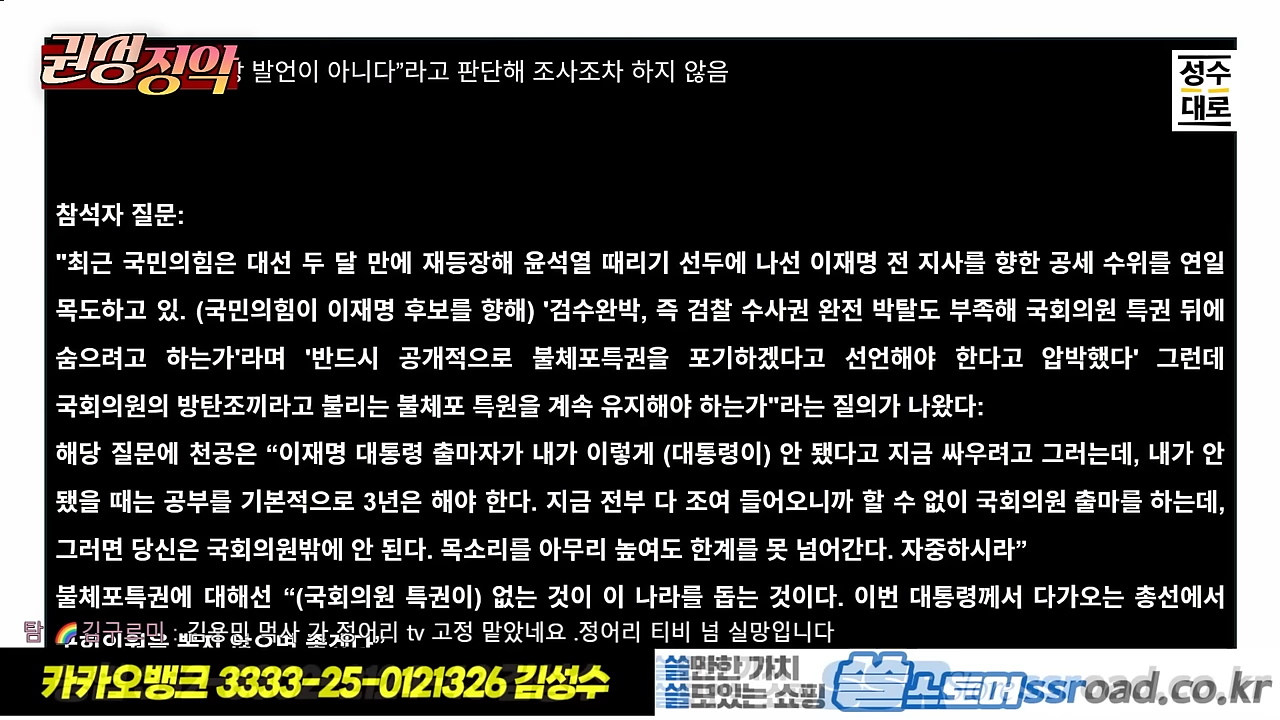 권성징악
발언이 아니다”라고 판단해 조사조차 하지 않음
성수
대로
참석자 질문:
"최근 국민의힘은 대선 두 달 만에 재등장해 윤석열 때리기 선두에 나선 이재명 전 지사를 향한 공세 수위를 연일
목도하고 있. (국민의힘이 이재명 후보를 향해) '검수완박, 즉 검찰 수사권 완전 박탈도 부족해 국회의원 특권 뒤에
숨으려고 하는가'라며 '반드시 공개적으로 불체포특권을 포기하겠다고 선언해야 한다고 압박했다' 그런데
국회의원의 방탄조끼라고 불리는 불체포 특원을 계속 유지해야 하는가"라는 질의가 나왔다:
해당 질문에 천공은 “이재명 대통령 출마자가 내가 이렇게 (대통령이) 안 됐다고 지금 싸우려고 그러는데, 내가 안
됐을 때는 공부를 기본적으로 3년은 해야 한다. 지금 전부 다 조여 들어오니까 할 수 없이 국회의원 출마를 하는데,
그러면 당신은 국회의원밖에 안 된다. 목소리를 아무리 높여도 한계를 못 넘어간다. 자중하시라”
불체포특권에 대해선 “(국회의원 특권이) 없는 것이 이 나라를 돕는 것이다. 이번 대통령께서 다가오는 총선에서
탐 🌈김구르미 : 김용민 먹사 가 정어리 tv 고정 맡았네요 .정어리 티비 넘 실망입니다
카카오뱅크 3333-25-0121326 김성수
쓸만한 가치
쓸모있는 쇼핑
쓸스토어 ssroad.co.kr